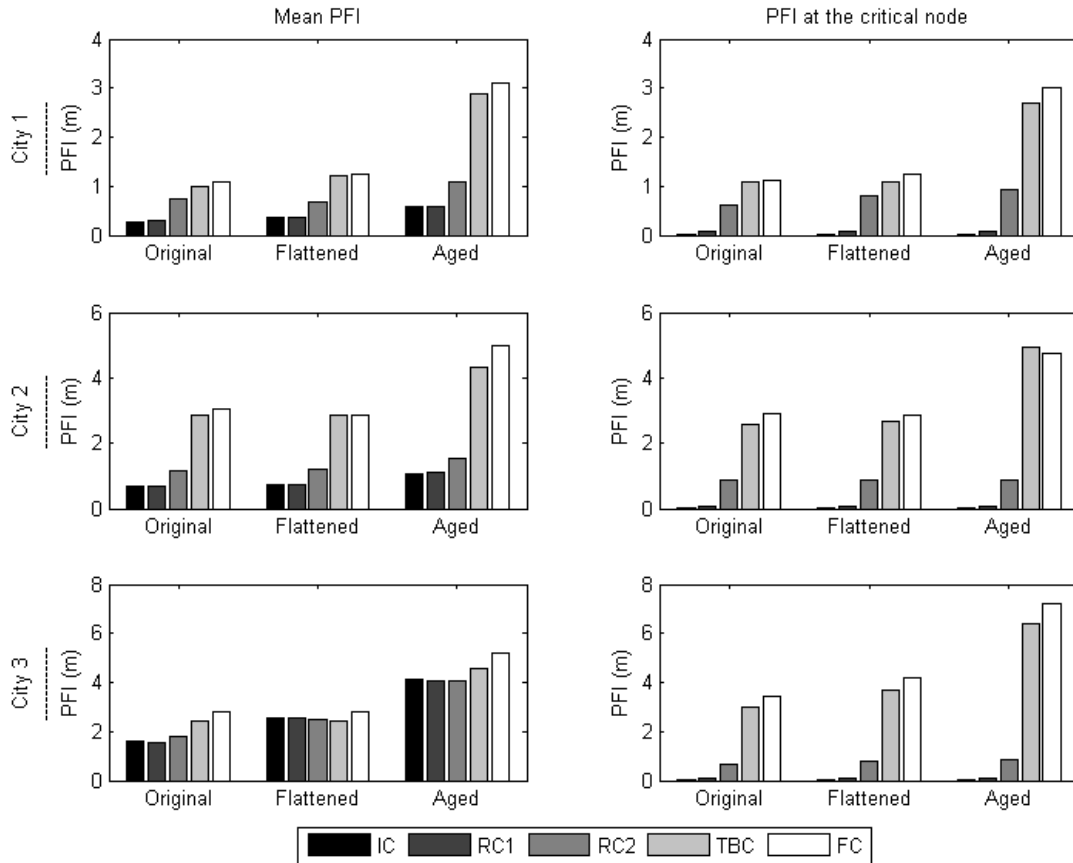 Mean PFI
PFI at the critical node
City 1
PFI (m)
4
3
2
1
0
Original Flattened Aged
PFI (m)
4
3
2
1
0
Original Flattened Aged
City 2
PFI (m)
6
4
2
0
Original Flattened Aged
PFI (m)
6
4
2
0
Original Flattened Aged
City 3
PFI (m)
8
6
4
2
0
Original Flattened Aged
PFI (m)
8
6
4
2
0
Original Flattened Aged
IC RC1 RC2 TBC FC